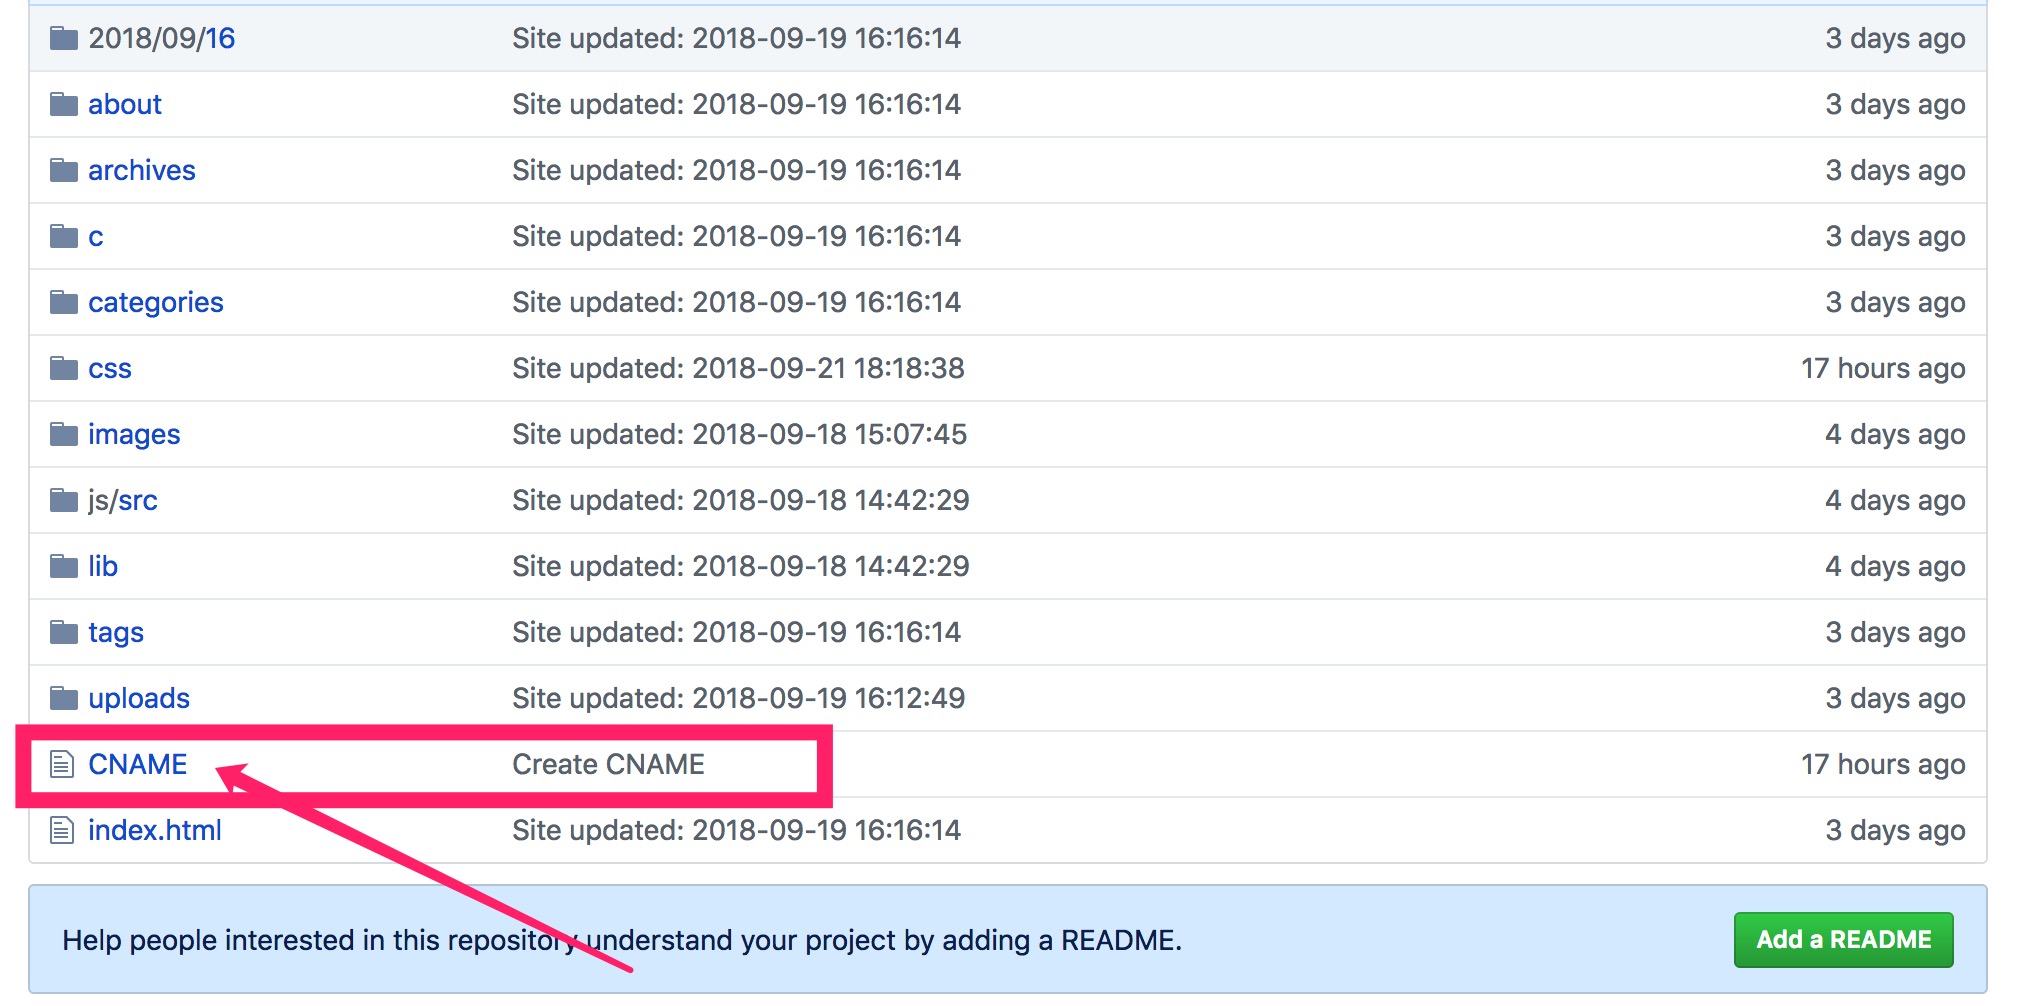 2018/09/16 Site updated: 2018-09-19 16:16:14 3 days ago
about Site updated: 2018-09-19 16:16:14 3 days ago
archives Site updated: 2018-09-19 16:16:14 3 days ago
c Site updated: 2018-09-19 16:16:14 3 days ago
categories Site updated: 2018-09-19 16:16:14 3 days ago
css Site updated: 2018-09-21 18:18:38 17 hours ago
images Site updated: 2018-09-18 15:07:45 4 days ago
js/src Site updated: 2018-09-18 14:42:29 4 days ago
lib Site updated: 2018-09-18 14:42:29 4 days ago
tags Site updated: 2018-09-19 16:16:14 3 days ago
uploads Site updated: 2018-09-19 16:12:49 3 days ago
CNAME Create CNAME 17 hours ago
index.html Site updated: 2018-09-19 16:16:14 3 days ago
Help people interested in this repository understand your project by adding a README. Add a README